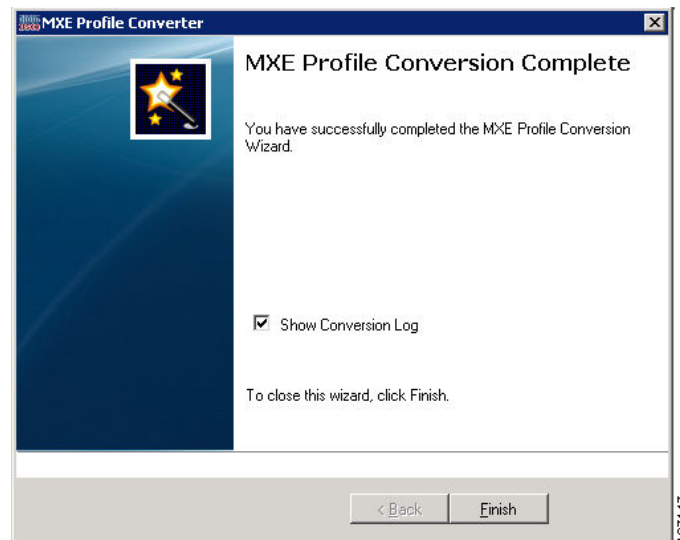 MXE Profile Converter
MXE Profile Conversion Complete
You have successfully completed the MXE Profile Conversion
Wizard.
Show Conversion Log
To close this wizard, click Finish.
< Back
Finish